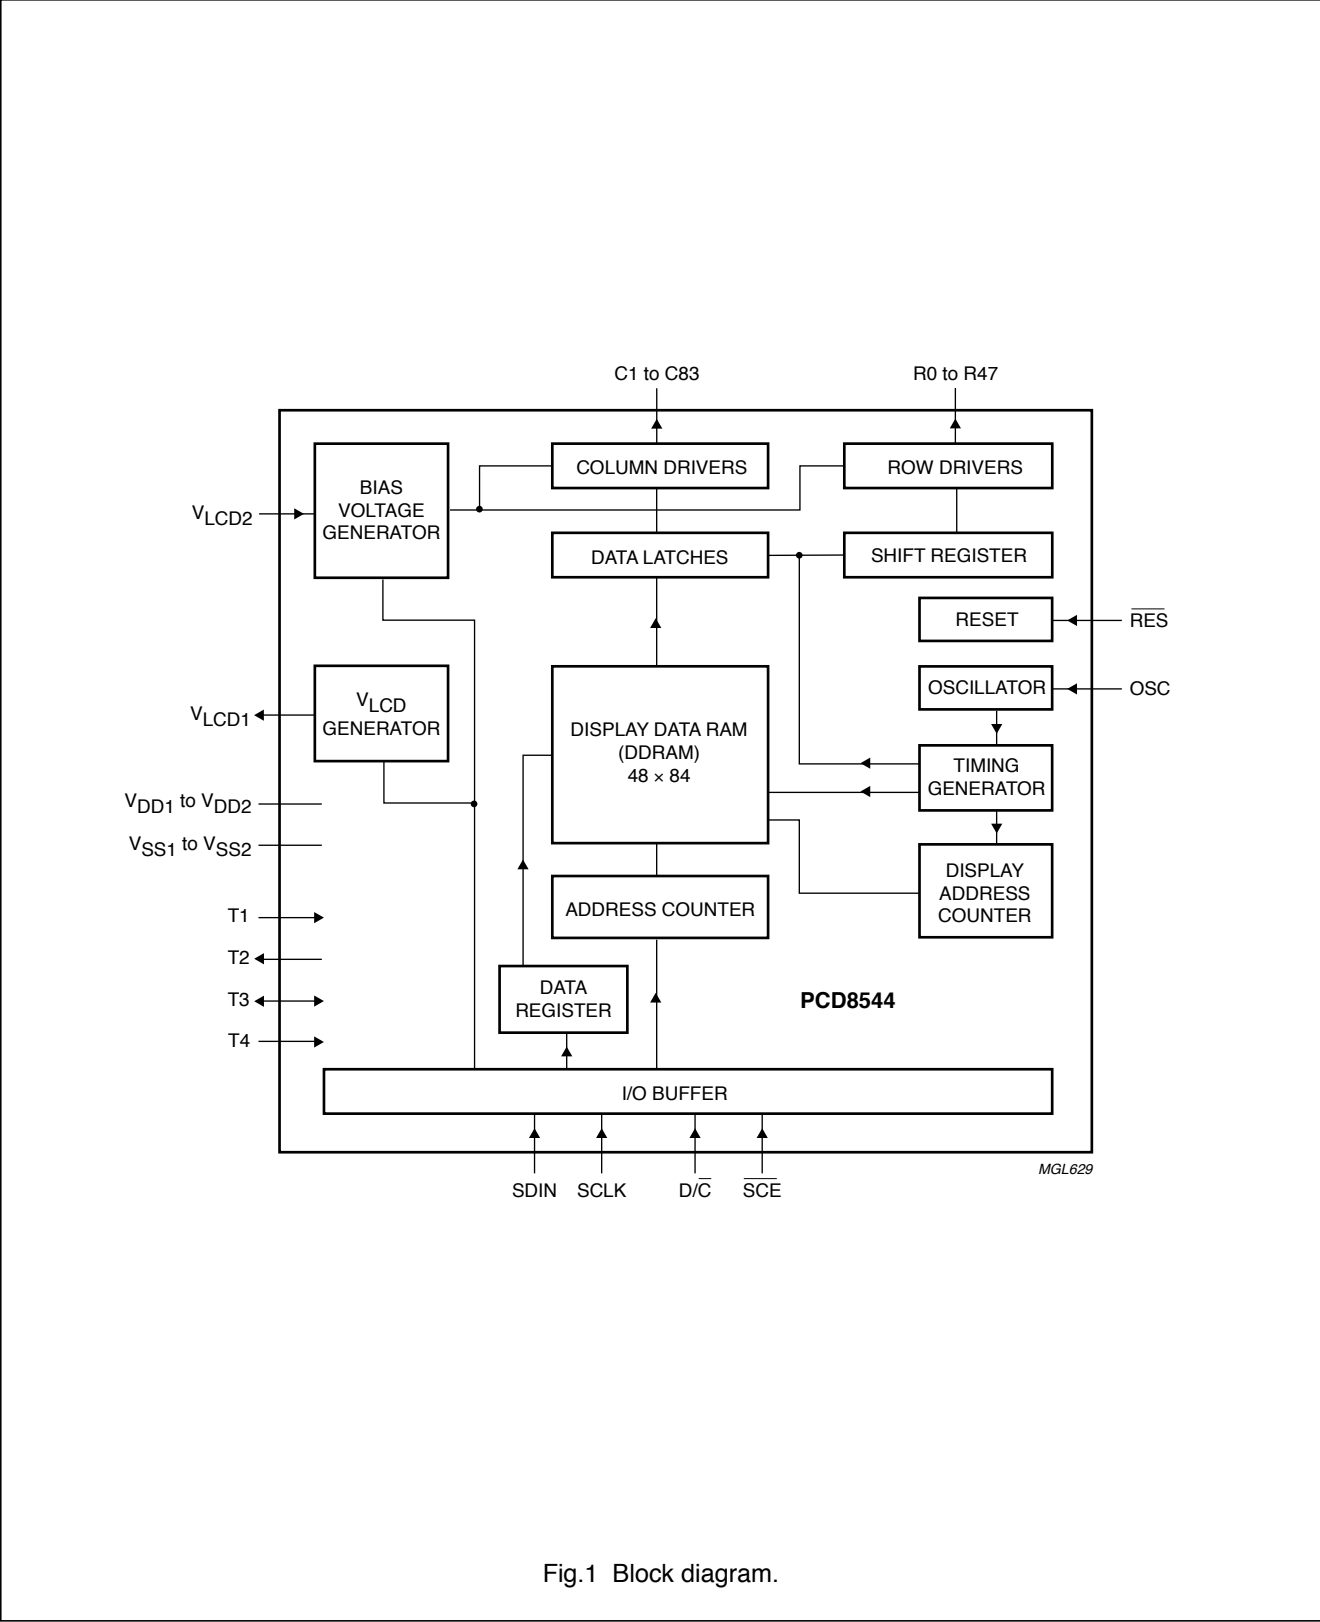 C1 to C83
R0 to R47
BIAS
VOLTAGE
GENERATOR
COLUMN DRIVERS
ROW DRIVERS
VLCD2
DATA LATCHES
SHIFT REGISTER
RESET
RES
OSCILLATOR
OSC
VLCD1
VLCD
GENERATOR
DISPLAY DATA RAM
(DDRAM)
48 × 84
TIMING
GENERATOR
VDD1 to VDD2
VSS1 to VSS2
DISPLAY
ADDRESS
COUNTER
ADDRESS COUNTER
T1
T2
T3
T4
DATA
REGISTER
PCD8544
I/O BUFFER
MGL629
SDIN
SCLK
D/C
SCE
Fig.1 Block diagram.